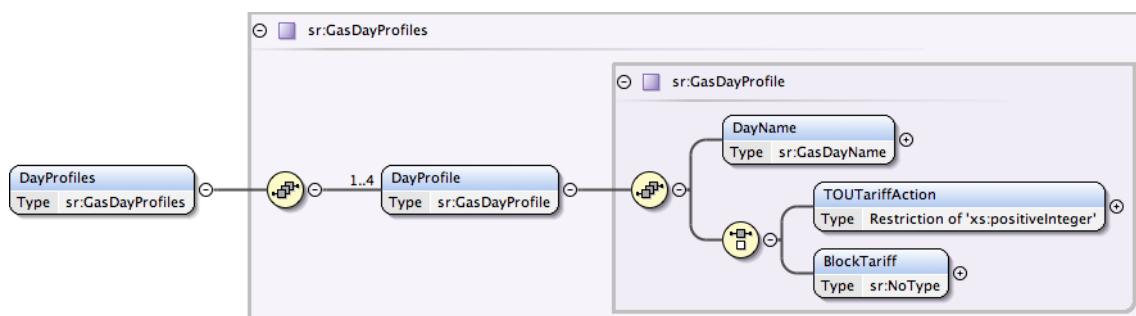 sr:GasDayProfiles
sr:GasDayProfile
DayName
Type sr:GasDayName
DayProfiles
Type sr:GasDayProfiles
1..4
DayProfile
Type sr:GasDayProfile
TOUTariffAction
Type Restriction of 'xs:positiveInteger'
BlockTariff
Type sr:NoType